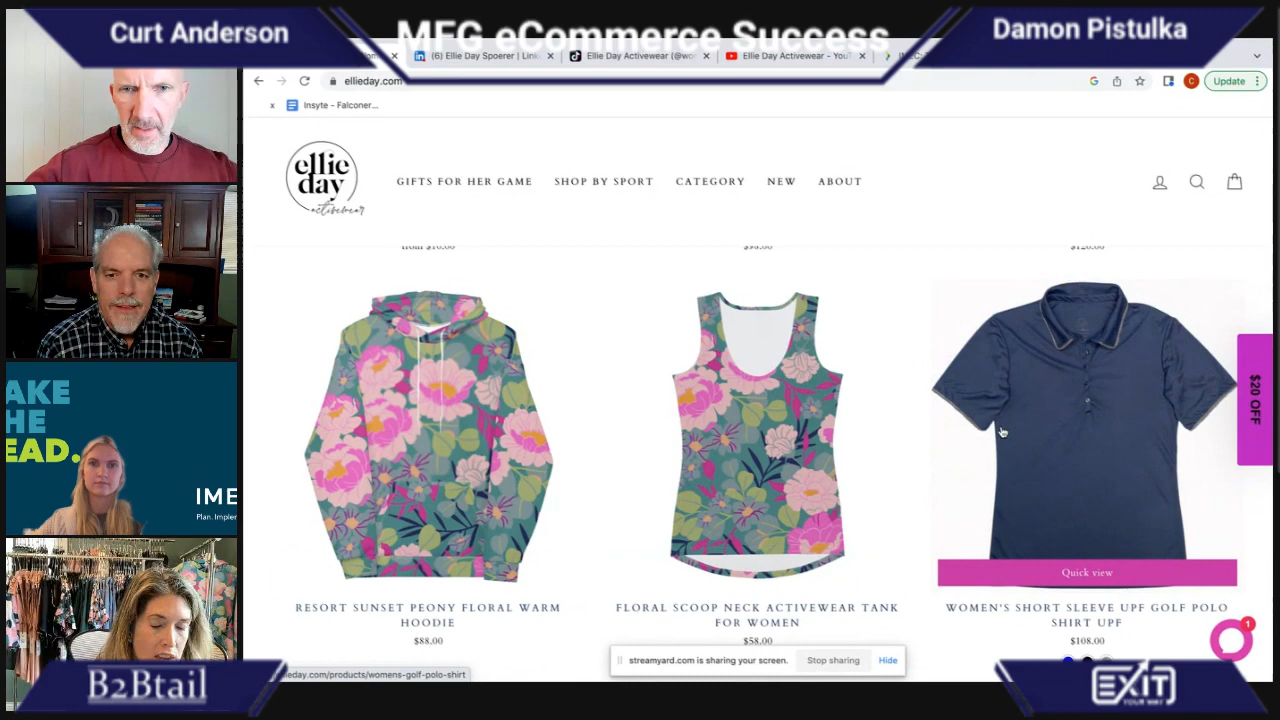 Curt Anderson
MFG eCommerce Success
Damon Pistulka
(6) Ellie Day Spoerer | Link
Ellie Day Activewear (@wo
Ellie Day Activewear - You
ellieday.com
Update
x
Insyte - Falconer...
ellie
day
activewear
GIFTS FOR HER GAME
SHOP BY SPORT
CATEGORY
NEW
ABOUT
from $10.00
$98.00
$120.00
$20 OFF
Quick view
RESORT SUNSET PEONY FLORAL WARM
HOODIE
$88.00
FLORAL SCOOP NECK ACTIVEWEAR TANK
FOR WOMEN
$58.00
WOMEN'S SHORT SLEEVE UPF GOLF POLO
SHIRT UPF
$108.00
1
streamyard.com is sharing your screen.
Stop sharing
Hide
ieday.com/products/womens-golf-polo-shirt
AKE
HE
EAD.
IME
Plan. Impler
B2Btail
EXIT
YOUR WAY